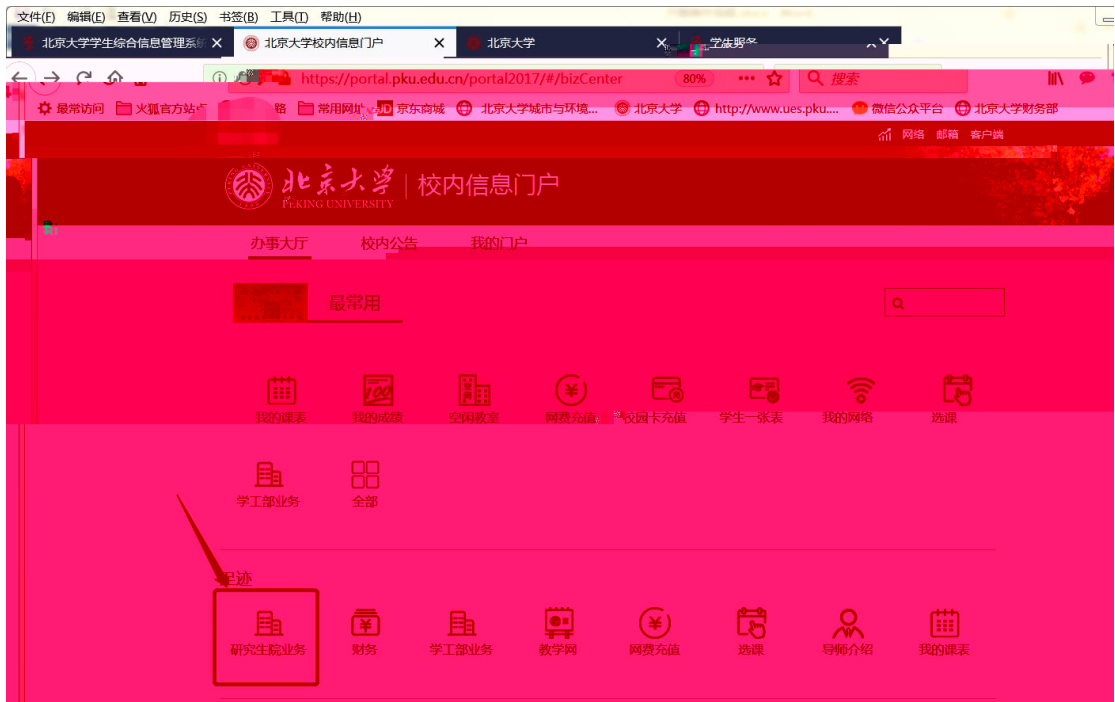 文件(F) 编辑(E) 查看(V) 历史(S) 书签(B) 工具(T) 帮助(H)
北京大学学生综合信息管理系统 北京大学校内信息门户 北京大学
https://portal.pku.edu.cn/portal2017/#/bizCenter 80% 搜索
最常访问 火狐官方站点 常用网址 JD 京东商城 北京大学城市与环境... 北京大学 http://www.ues.pku.... 微信公众平台 北京大学财务部
网络 邮箱 客户端
北京大学 校内信息门户
PEKING UNIVERSITY
办事大厅 校内公告 我的门户
最常用
100
我的课表 我的成绩 空闲教室 网费充值 校园卡充值 学生一张表 我的网络 选课
学工部业务 全部
足迹
研究生院业务 财务 学工部业务 教学网 网费充值 选课 导师介绍 我的课表